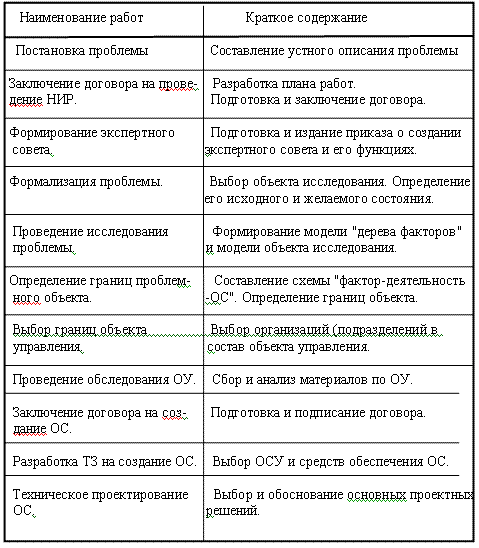 Наименование работ Краткое содержание
Постановка проблемы Составление устного описания проблемы
Заключение договора на прове- Разработка плана работ.
дение НИР. Подготовка и заключение договора.
Формирование экспертного Подготовка и издание приказа о создании
совета. экспертного совета и его функциях.
Формализация проблемы. Выбор объекта исследования. Определение
его исходного и желаемого состояния.
Проведение исследования Формирование модели "дерева факторов"
проблемы. и модели объекта исследования.
Определение границ проблем- Составление схемы "фактор-деятельность
ного объекта. -ОС". Определение границ объекта.
Выбор границ объекта Выбор организаций (подразделений в
управления. состав объекта управления.
Проведение обследования ОУ. Сбор и анализ материалов по ОУ.
Заключение договора на соз- Подготовка и подписание договора.
дание ОС.
Разработка ТЗ на создание ОС. Выбор ОСУ и средств обеспечения ОС.
Техническое проектирование Выбор и обоснование основных проектных
ОС. решений.